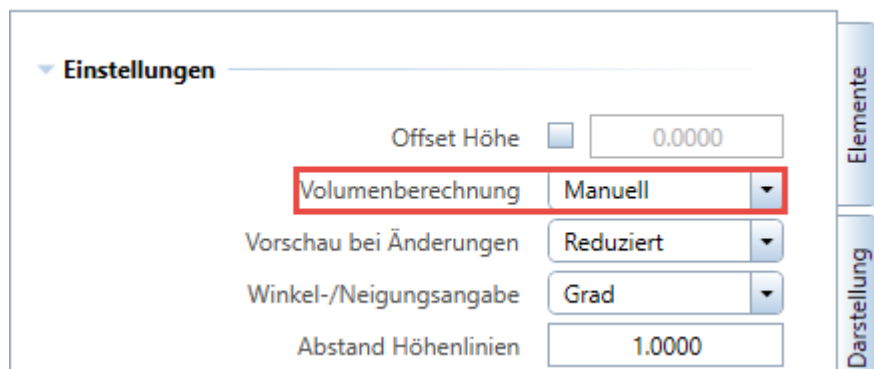 Einstellungen
Offset Höhe 0.0000
Volumenberechnung Manuell
Vorschau bei Änderungen Reduziert
Winkel-/Neigungsangabe Grad
Abstand Höhenlinien 1.0000
Elemente
Darstellung